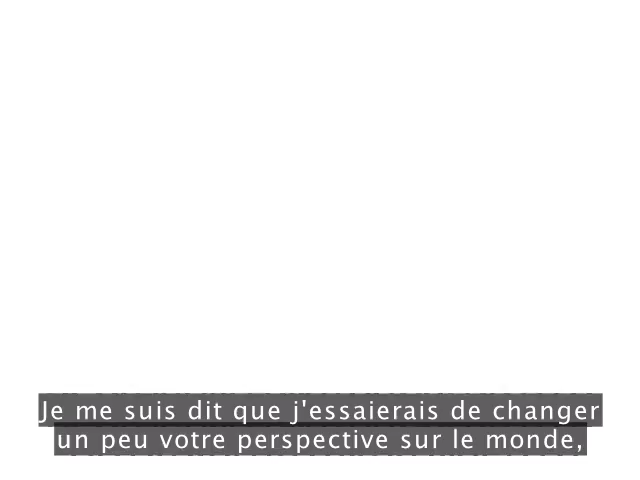 Je me suis dit que j'essaierais de changer
un peu votre perspective sur le monde,